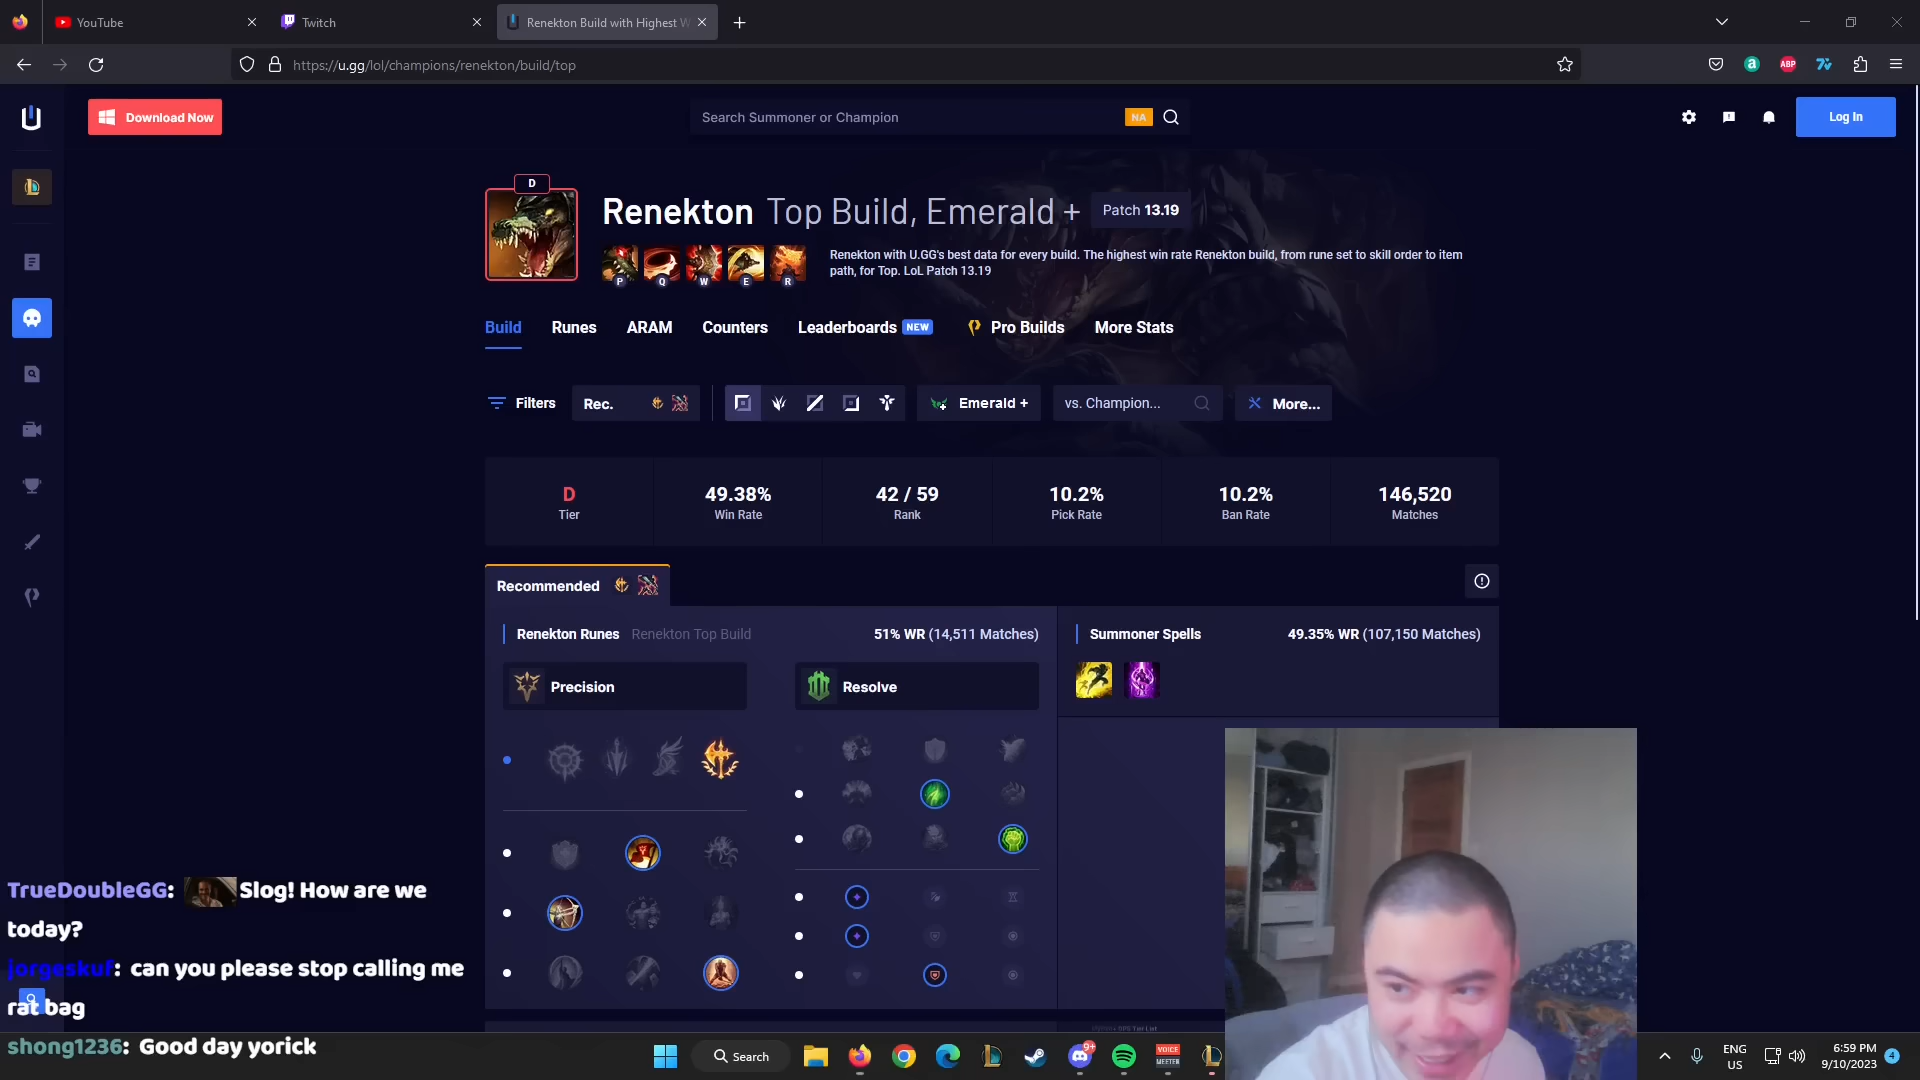 YouTube
Twitch
Renekton Build with Highest W
https://u.gg/lol/champions/renekton/build/top
ABP
Download Now
Search Summoner or Champion
NA
Log In
D
Renekton Top Build, Emerald +
Patch 13.19
P
Q
W
E
R
Renekton with U.GG's best data for every build. The highest win rate Renekton build, from rune set to skill order to item
path, for Top. LoL Patch 13.19
Build
Runes
ARAM
Counters
Leaderboards NEW
Pro Builds
More Stats
Filters
Rec.
Emerald +
vs. Champion...
More...
D
Tier
49.38%
Win Rate
42 / 59
Rank
10.2%
Pick Rate
10.2%
Ban Rate
146,520
Matches
Recommended
Renekton Runes Renekton Top Build
51% WR (14,511 Matches)
Summoner Spells
49.35% WR (107,150 Matches)
Precision
Resolve
TrueDoubleGG: Slog! How are we
today?
jorgeskuf: can you please stop calling me
rat bag
shong1236: Good day yorick
Search
9+
VOICE
MEETER
ENG
US
6:59 PM
9/10/2023
4